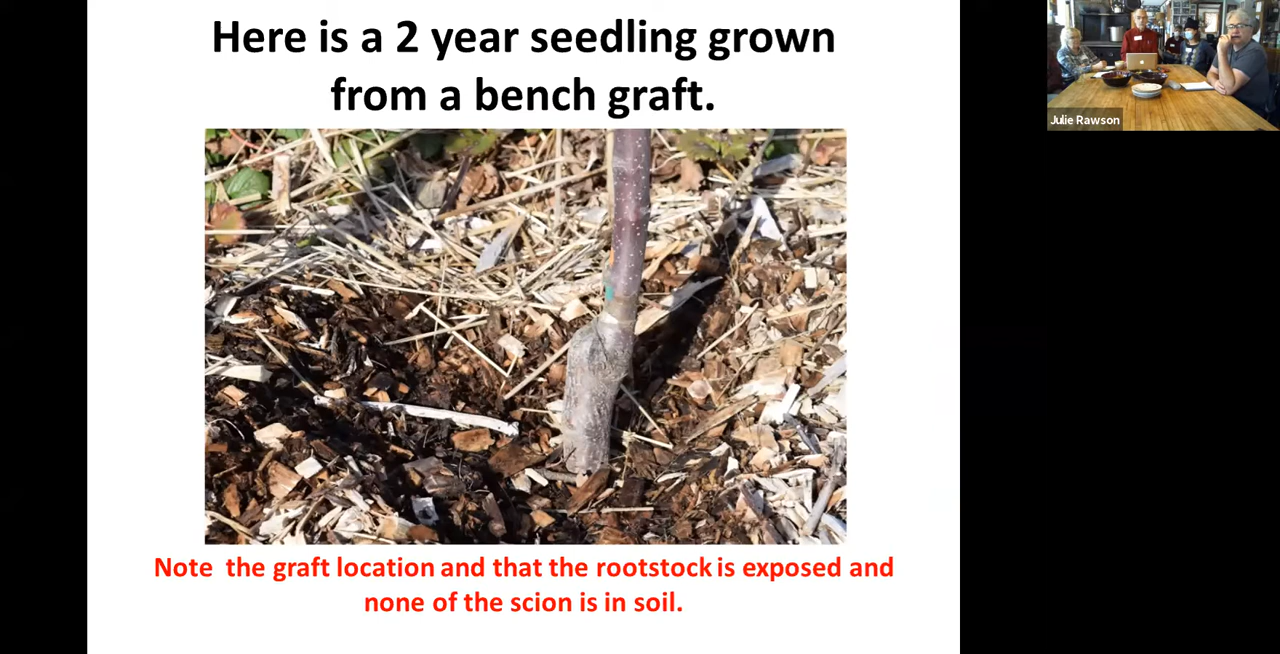 Here is a 2 year seedling grown
from a bench graft.
Julie Rawson
Note the graft location and that the rootstock is exposed and
none of the scion is in soil.